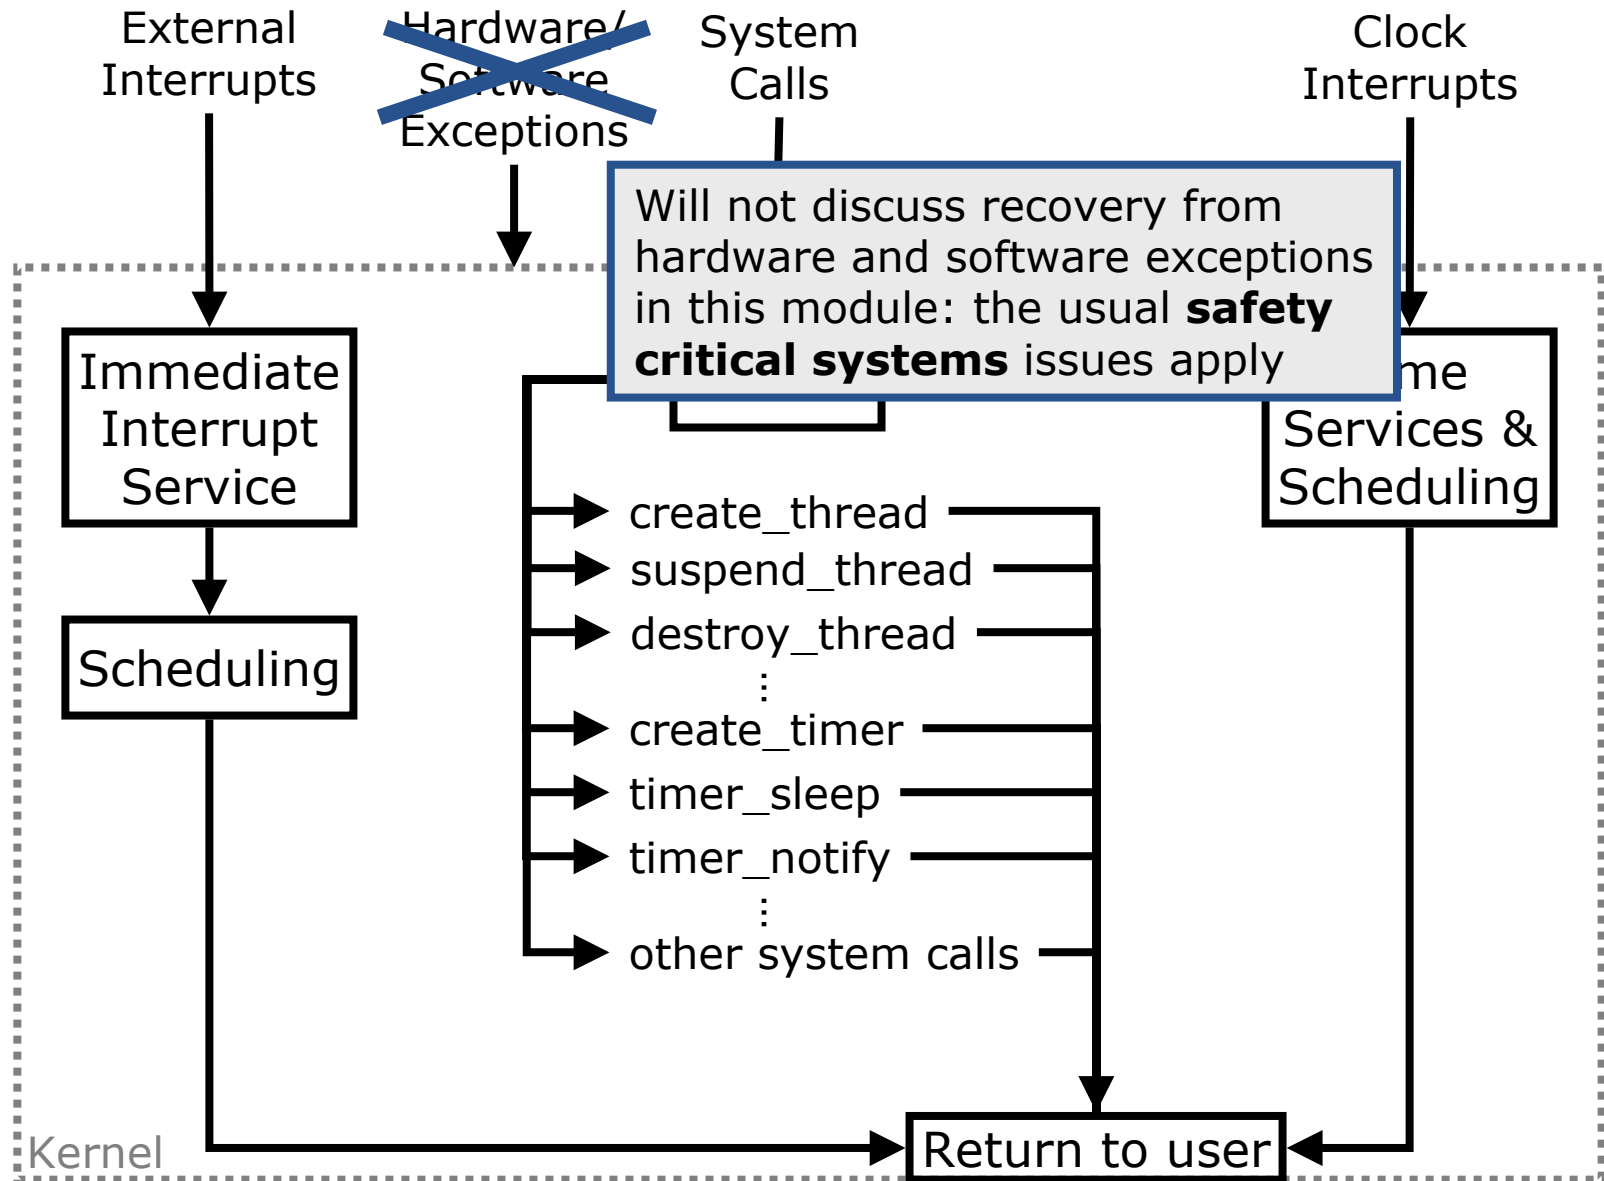 External
Interrupts
Hardware/
Software
Exceptions
System
Calls
Clock
Interrupts
Will not discuss recovery from
hardware and software exceptions
in this module: the usual safety
critical systems issues apply
Immediate
Interrupt
Service
Scheduling
create_thread
suspend_thread
destroy_thread
⋮
create_timer
timer_sleep
timer_notify
⋮
other system calls
me
Services &
Scheduling
Kernel
Return to user